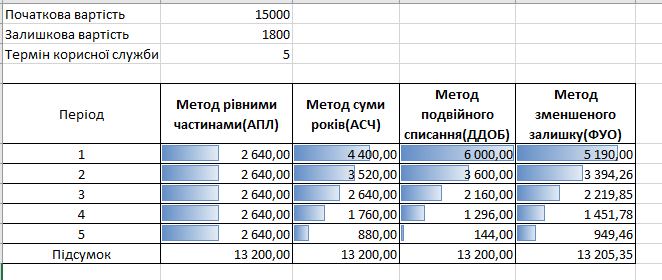 Початкова вартість 15000
Залишкова вартість 1800
Термін корисної служби 5
Період Метод рівними частинами(АПЛ) Метод суми років(АСЧ) Метод подвійного списання(ДДОБ) Метод зменшеного залишку(ФУО)
1 2 640,00 4 400,00 6 000,00 5 190,00
2 2 640,00 3 520,00 3 600,00 3 394,26
3 2 640,00 2 640,00 2 160,00 2 219,85
4 2 640,00 1 760,00 1 296,00 1 451,78
5 2 640,00 880,00 144,00 949,46
Підсумок 13 200,00 13 200,00 13 200,00 13 205,35